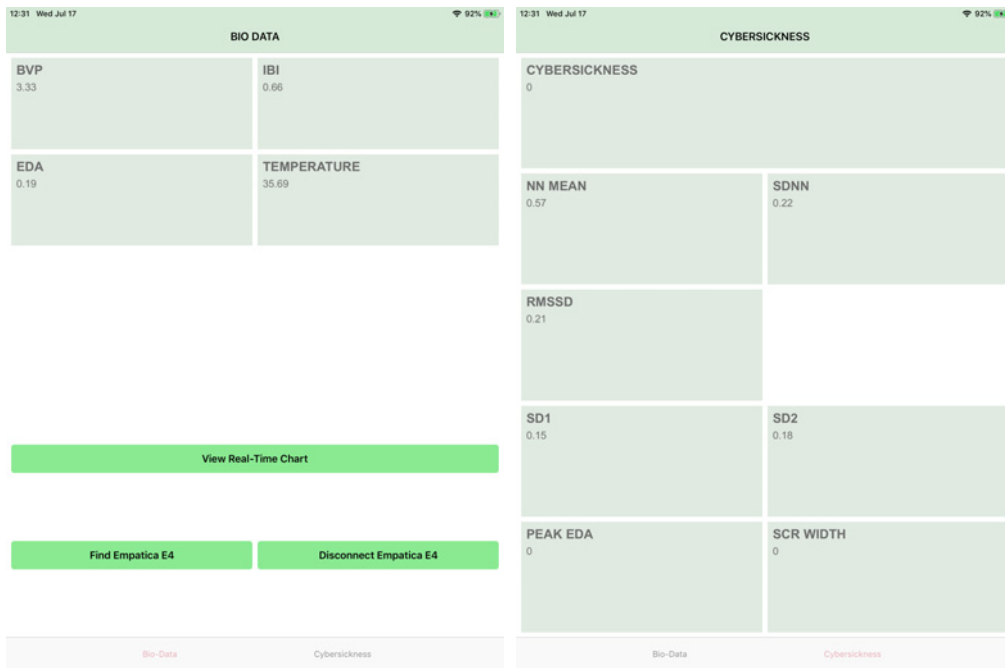 12:31 Wed Jul 17 92%
BIO DATA
BVP IBI
3.33 0.66
EDA TEMPERATURE
0.19 35.69
View Real-Time Chart
Find Empatica E4 Disconnect Empatica E4
Bio-Data Cybersickness
12:31 Wed Jul 17 92%
CYBERSICKNESS
CYBERSICKNESS
0
NN MEAN SDNN
0.57 0.22
RMSSD
0.21
SD1 SD2
0.15 0.18
PEAK EDA SCR WIDTH
0 0
Bio-Data Cybersickness